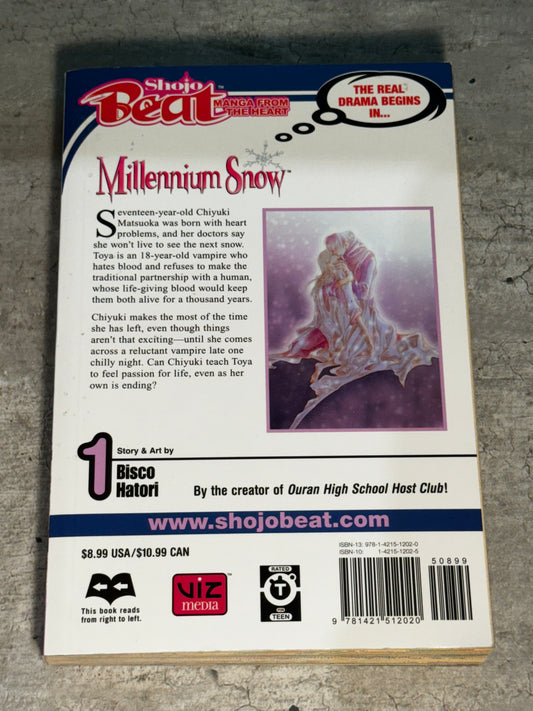 Shojo
Beat™
MANGA FROM
THE HEART
THE REAL
DRAMA BEGINS
IN...
Millennium Snow™
Seventeen-year-old Chiyuki
Matsuoka was born with heart
problems, and her doctors say
she won't live to see the next snow.
Toya is an 18-year-old vampire who
hates blood and refuses to make the
traditional partnership with a human,
whose life-giving blood would keep
them both alive for a thousand years.
Chiyuki makes the most of the time
she has left, even though things
aren't that exciting—until she comes
across a reluctant vampire late one
chilly night. Can Chiyuki teach Toya
to feel passion for life, even as her
own is ending?
1
Story & Art by
Bisco
Hatori
By the creator of Ouran High School Host Club!
www.shojobeat.com
$8.99 USA/$10.99 CAN
ISBN-13: 978-1-4215-1202-0
ISBN-10: 1-4215-1202-5
50899
This book reads
from right to left.
VIZ
MEDIA™
RATED
T
FOR
TEEN
9 781421 512020